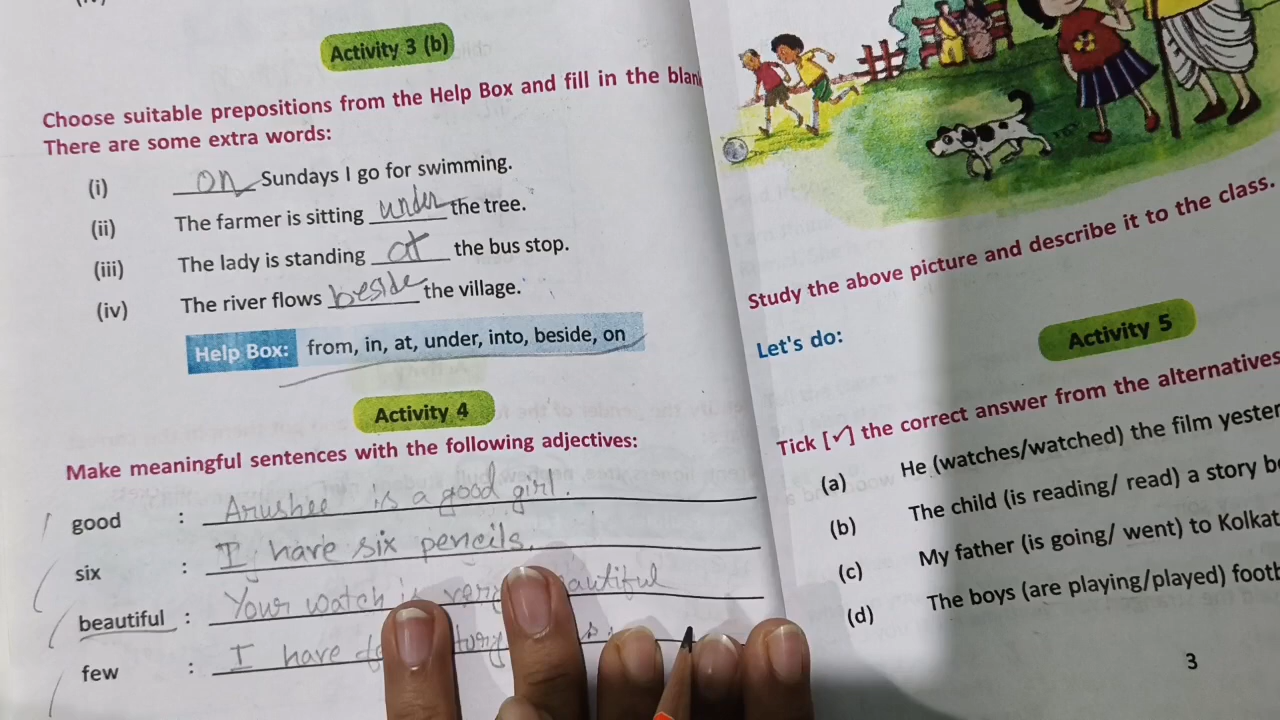 Activity 3 (b)
Choose suitable prepositions from the Help Box and fill in the
There are some extra words:
(i) on Sundays I go for swimming.
(ii) The farmer is sitting under the tree.
(iii) The lady is standing at the bus stop.
(iv) The river flows beside the village.
Help Box: from, in, at, under, into, beside, on
Activity 4
Make meaningful sentences with the following adjectives:
good : Arushee is a good girl.
six : I have six pencils.
beautiful : Your watch is very
few : I have
Study the above picture and describe it to the class.
Let's do:
Activity 5
Tick [✓] the correct answer from the alternatives
(a) He (watches/watched) the film
(b) The child (is reading/ read) a story
(c) My father (is going/ went) to
(d) The boys (are playing/played)
3